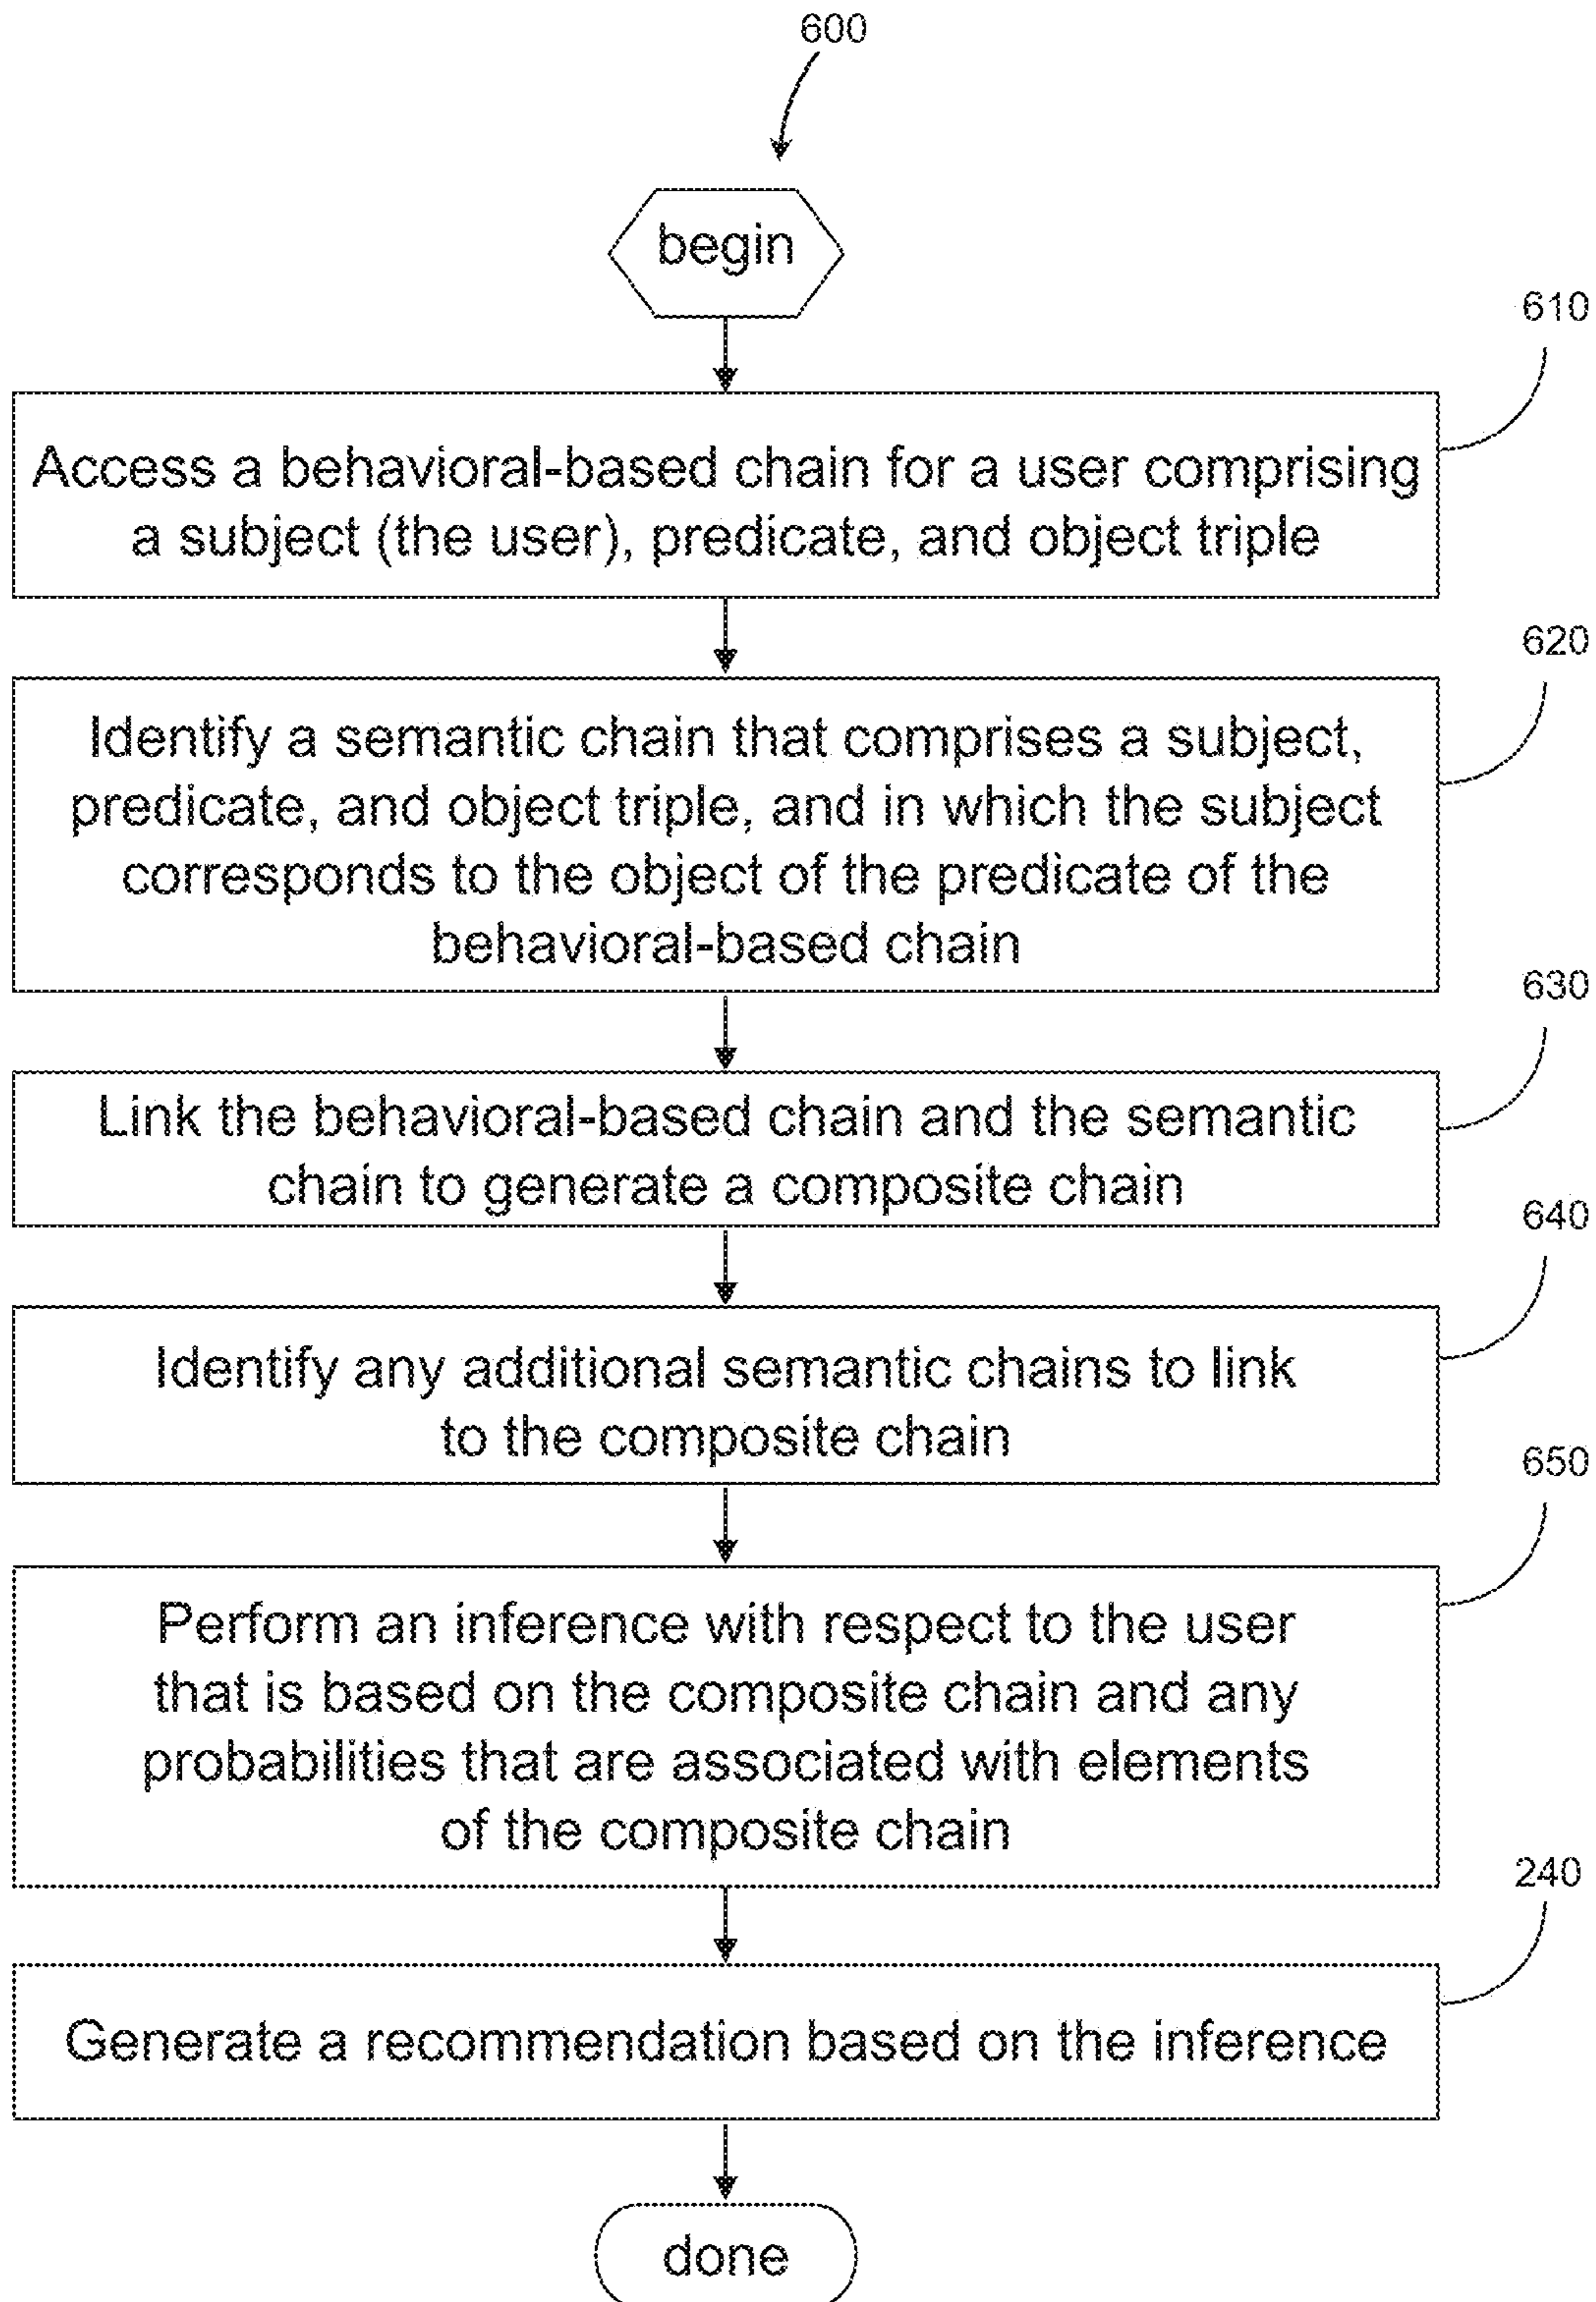 600
begin
610
Access a behavioral-based chain for a user comprising
a subject (the user), predicate, and object triple
620
Identify a semantic chain that comprises a subject,
predicate, and object triple, and in which the subject
corresponds to the object of the predicate of the
behavioral-based chain
630
Link the behavioral-based chain and the semantic
chain to generate a composite chain
640
Identify any additional semantic chains to link
to the composite chain
650
Perform an inference with respect to the user
that is based on the composite chain and any
probabilities that are associated with elements
of the composite chain
240
Generate a recommendation based on the inference
done